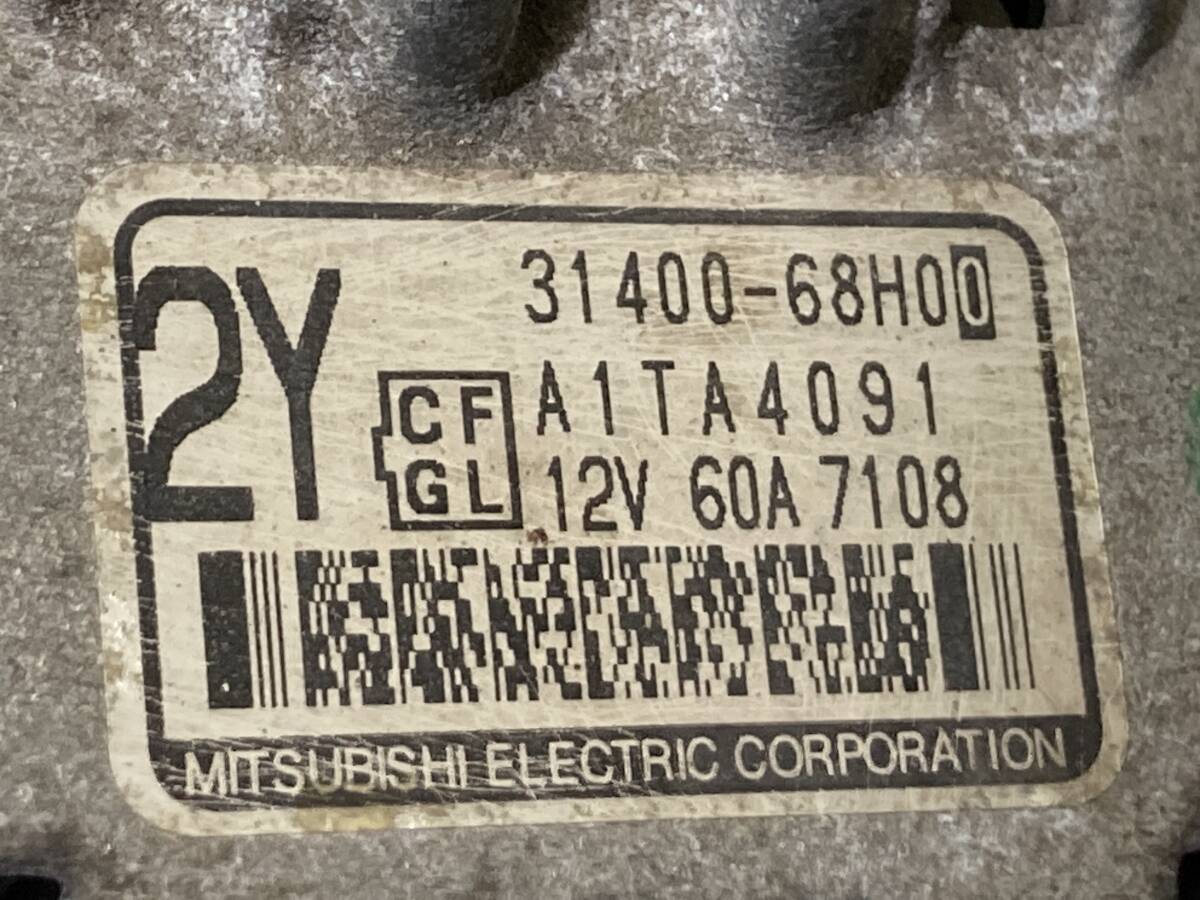 2Y
31400-68H00
CF
GL
A1TA4091
12V 60A 7108
MITSUBISHI ELECTRIC CORPORATION